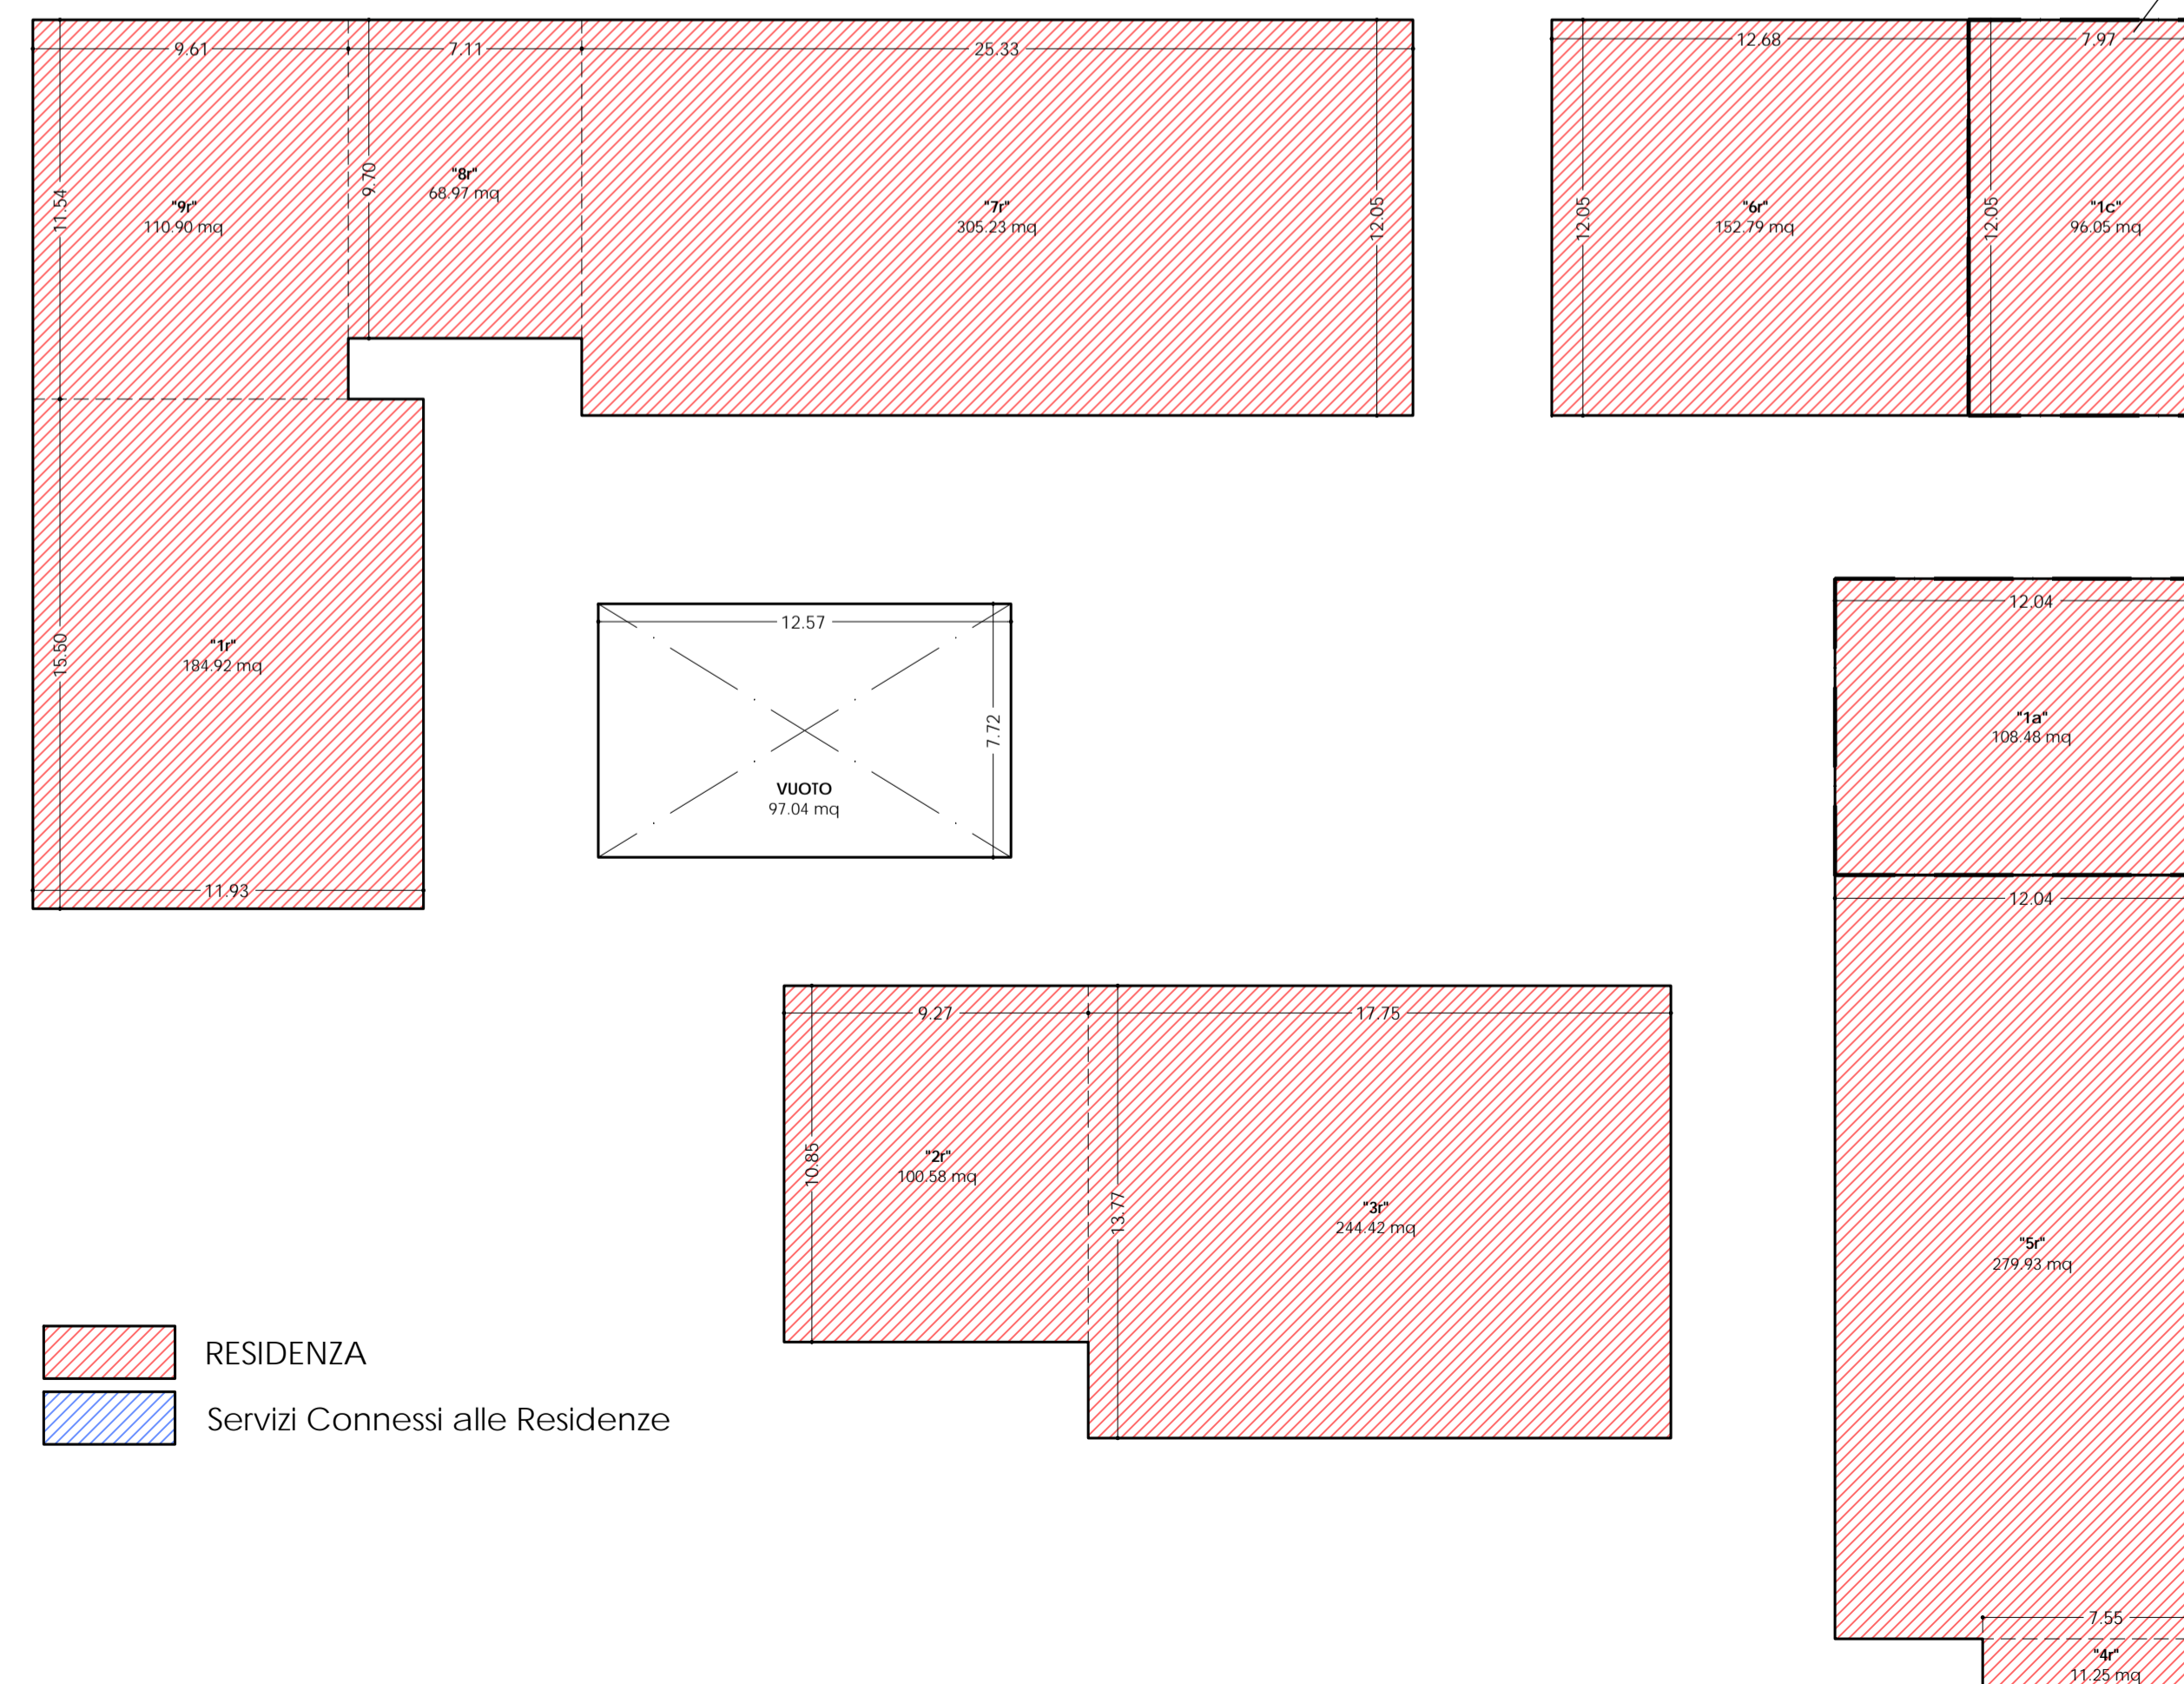 9.61
7.11
25.33
12.68
7.97
11.54
9.70
12.05
12.05
12.05
"8r"
68.97 mq
"9r"
110.90 mq
"7r"
305.23 mq
"6r"
152.79 mq
"1c"
96.05 mq
12.57
7.72
VUOTO
97.04 mq
12.04
"1a"
108.48 mq
15.50
"1r"
184.92 mq
11.93
12.04
9.27
17.75
10.85
13.77
"2r"
100.58 mq
"3r"
244.42 mq
"5r"
279.93 mq
RESIDENZA
Servizi Connessi alle Residenze
7.55
"4r"
11.25 mq